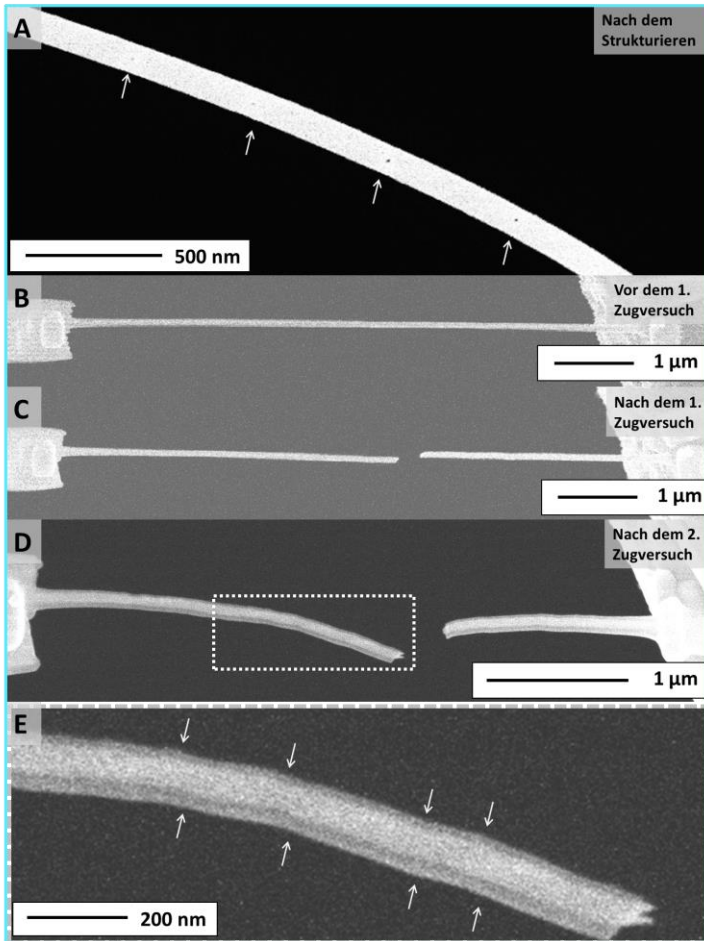 A
Nach dem
Strukturieren
500 nm
B
Vor dem 1.
Zugversuch
1 µm
C
Nach dem 1.
Zugversuch
1 µm
D
Nach dem 2.
Zugversuch
1 µm
E
200 nm